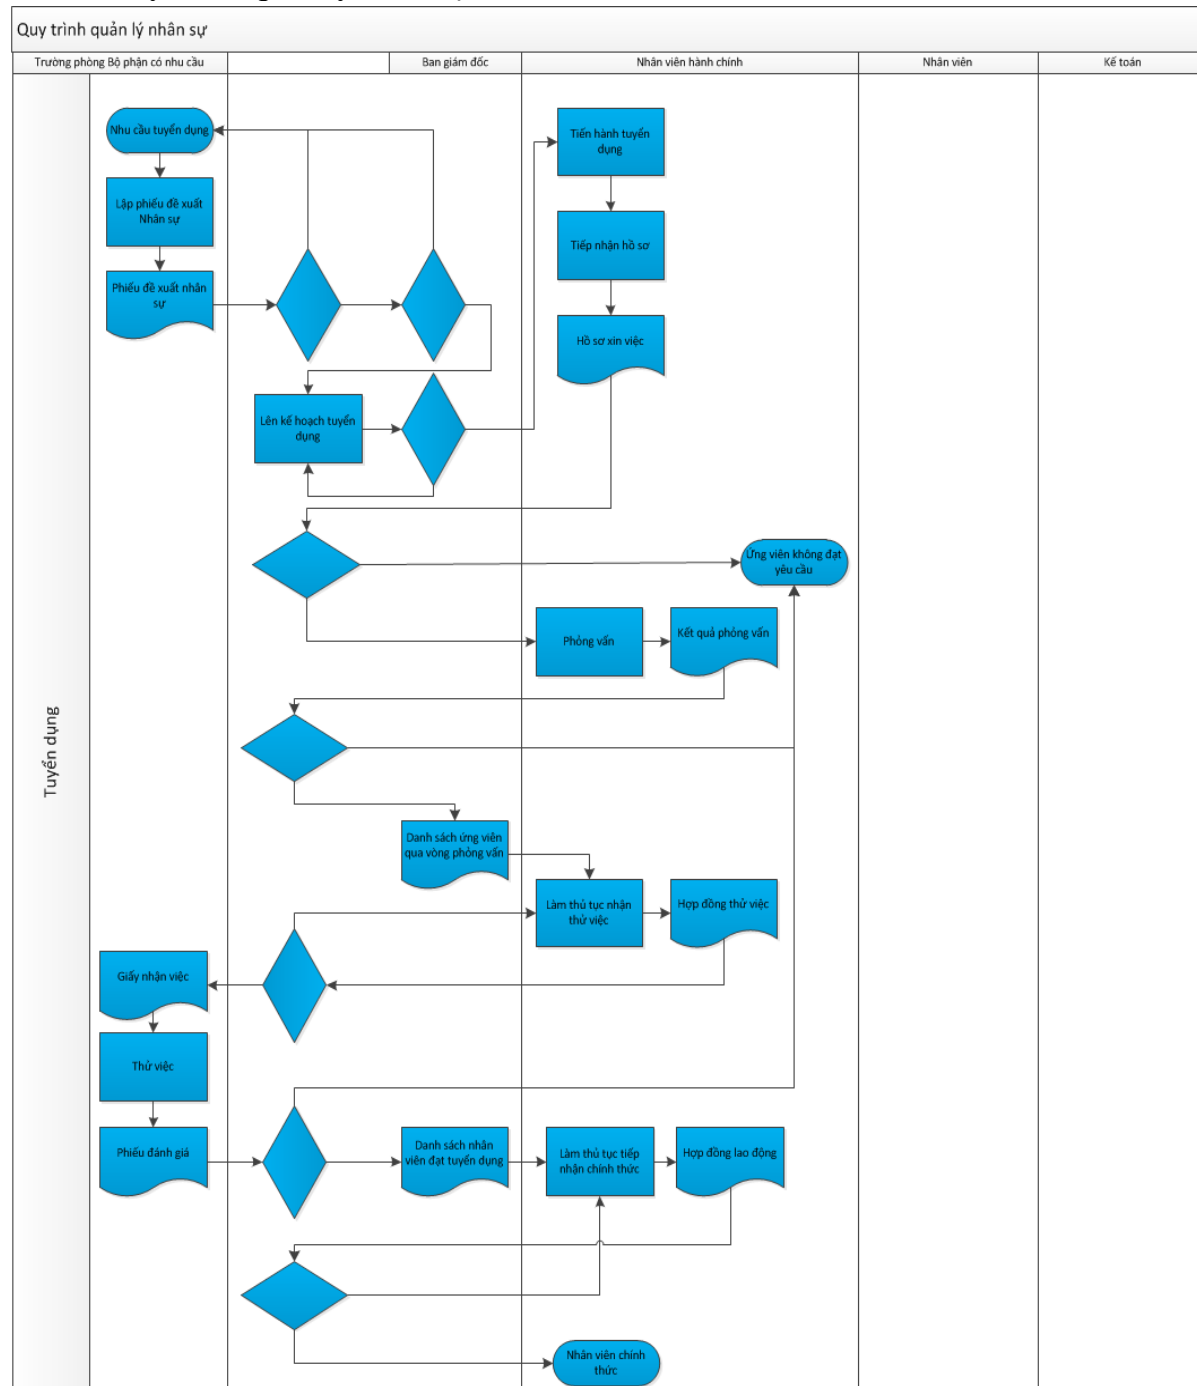 Quy trình quản lý nhân sự
Trường phòng Bộ phận có nhu cầu
Ban giám đốc
Nhân viên hành chính
Nhân viên
Kế toán
Tuyển dụng
Nhu cầu tuyển dụng
Tiến hành tuyển
dụng
Lập phiếu đề xuất
Nhân sự
Tiếp nhận hồ sơ
Phiếu đề xuất nhân
sự
Hồ sơ xin việc
Lên kế hoạch tuyển
dụng
Ứng viên không đạt
yêu cầu
Phỏng vấn
Kết quả phỏng vấn
Danh sách ứng viên
qua vòng phỏng vấn
Làm thủ tục nhận
thử việc
Hợp đồng thử việc
Giấy nhận việc
Thử việc
Phiếu đánh giá
Danh sách nhân
viên đạt tuyển dụng
Làm thủ tục tiếp
nhận chính thức
Hợp đồng lao động
Nhân viên chính
thức